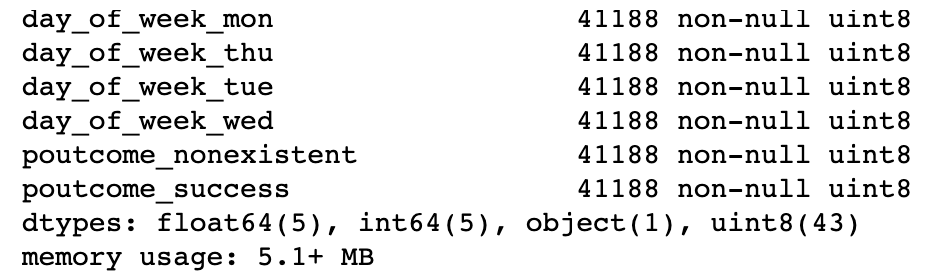 day_of_week_mon 41188 non-null uint8
day_of_week_thu 41188 non-null uint8
day_of_week_tue 41188 non-null uint8
day_of_week_wed 41188 non-null uint8
poutcome_nonexistent 41188 non-null uint8
poutcome_success 41188 non-null uint8
dtypes: float64(5), int64(5), object(1), uint8(43)
memory usage: 5.1+ MB